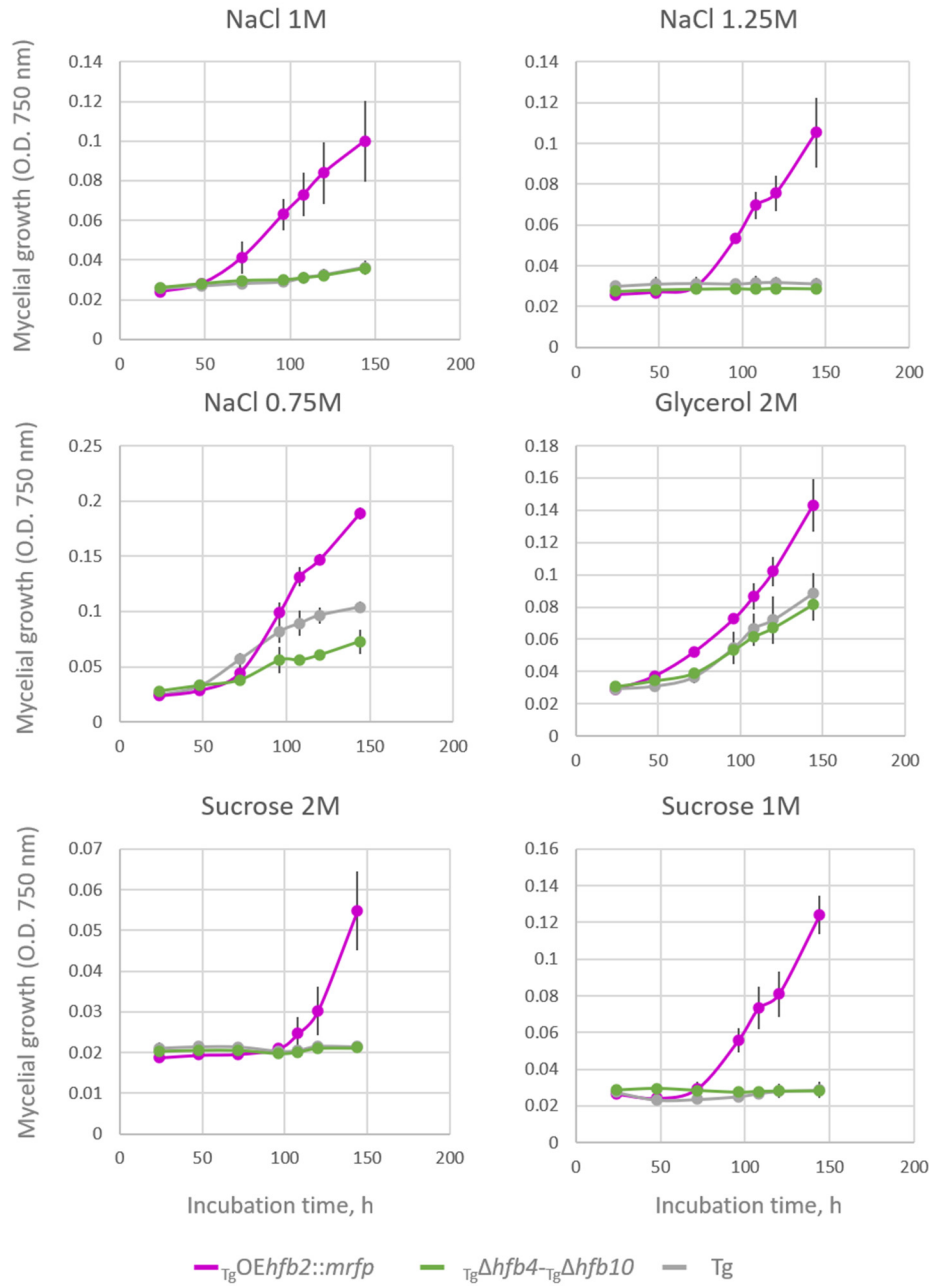 NaCl 1M
NaCl 1.25M
Mycelial growth (O.D. 750 nm)
0.14
0.12
0.1
0.08
0.06
0.04
0.02
0
0 50 100 150 200
0.14
0.12
0.1
0.08
0.06
0.04
0.02
0
0 50 100 150 200
NaCl 0.75M
Glycerol 2M
Mycelial growth (O.D. 750 nm)
0.25
0.2
0.15
0.1
0.05
0
0 50 100 150 200
0.18
0.16
0.14
0.12
0.1
0.08
0.06
0.04
0.02
0
0 50 100 150 200
Sucrose 2M
Sucrose 1M
Mycelial growth (O.D. 750 nm)
0.07
0.06
0.05
0.04
0.03
0.02
0.01
0
0 50 100 150 200
0.16
0.14
0.12
0.1
0.08
0.06
0.04
0.02
0
0 50 100 150 200
Incubation time, h
Incubation time, h
TgOEhfb2::mrfp TgΔhfb4-TgΔhfb10 Tg